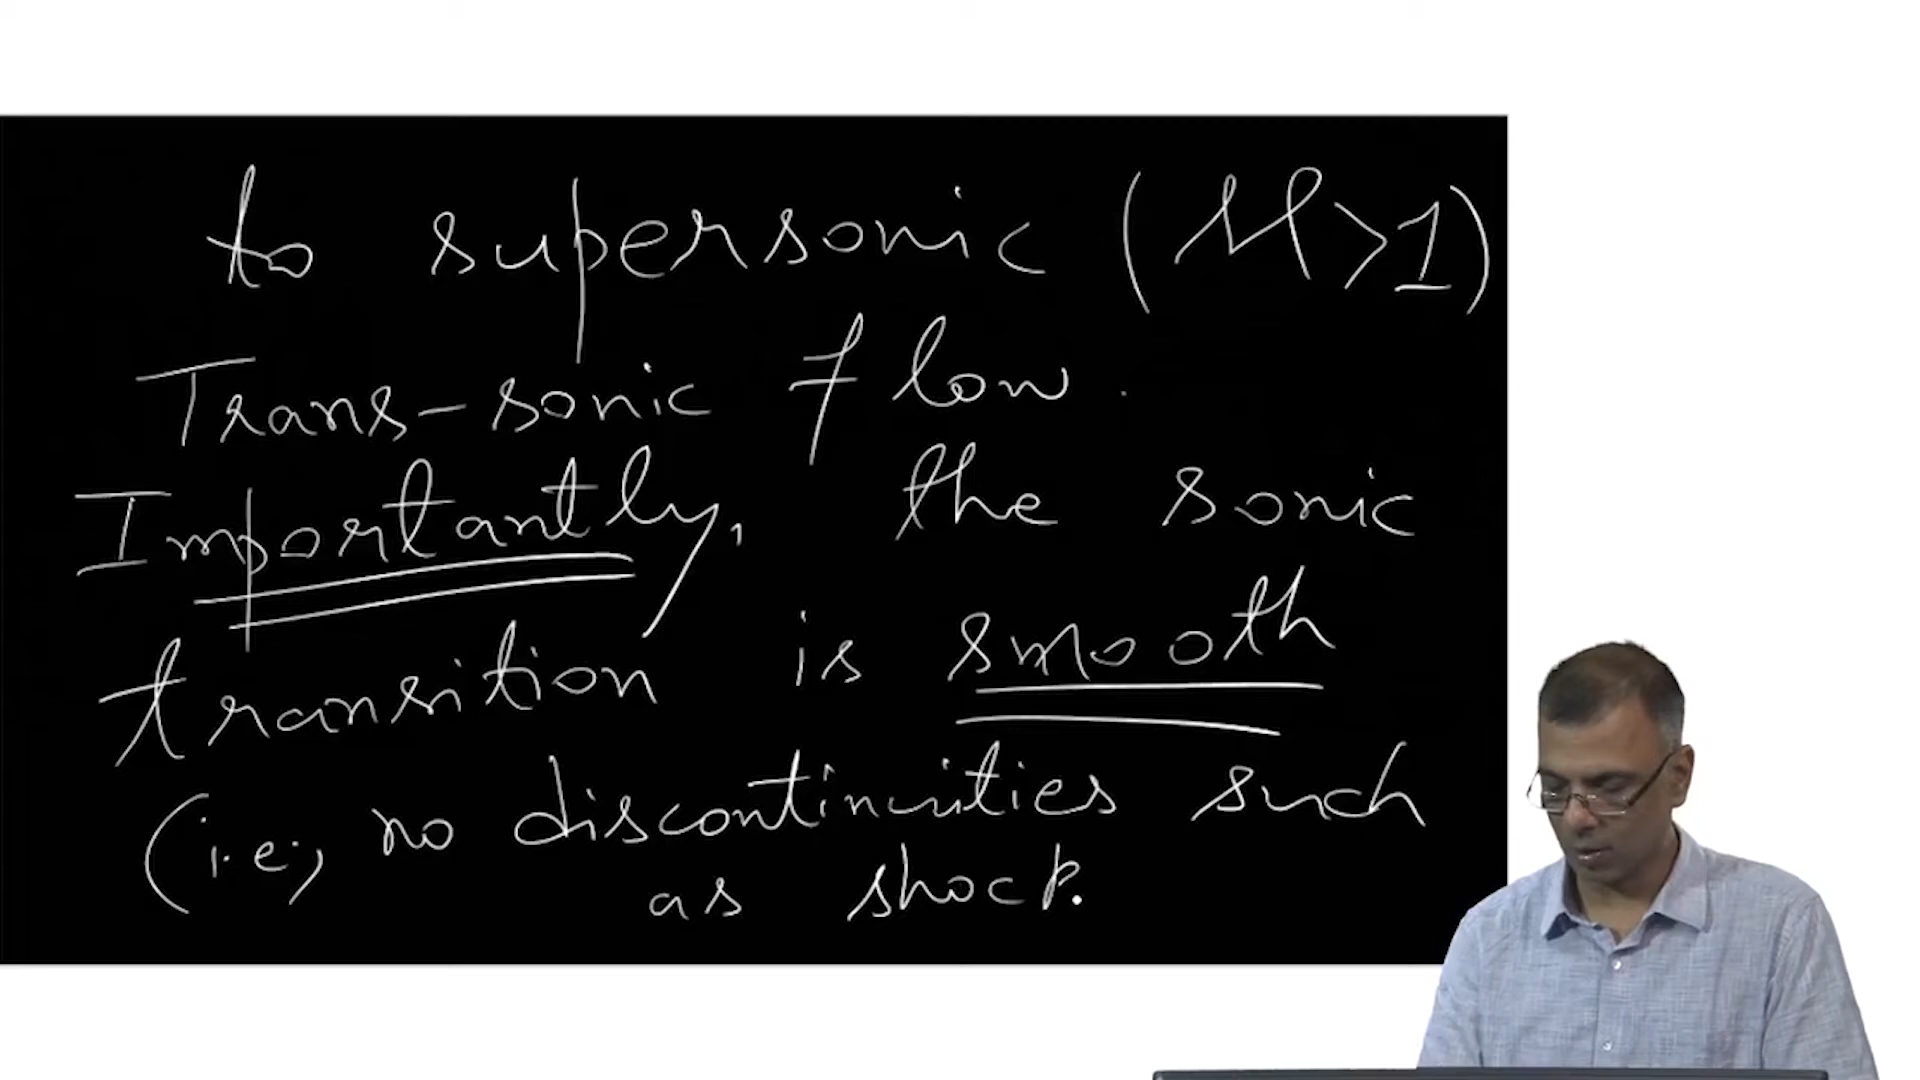 to supersonic (M>1)
Trans-sonic flow.
Importantly, the sonic
transition is smooth
(i.e., no discontinuities such
as shock.